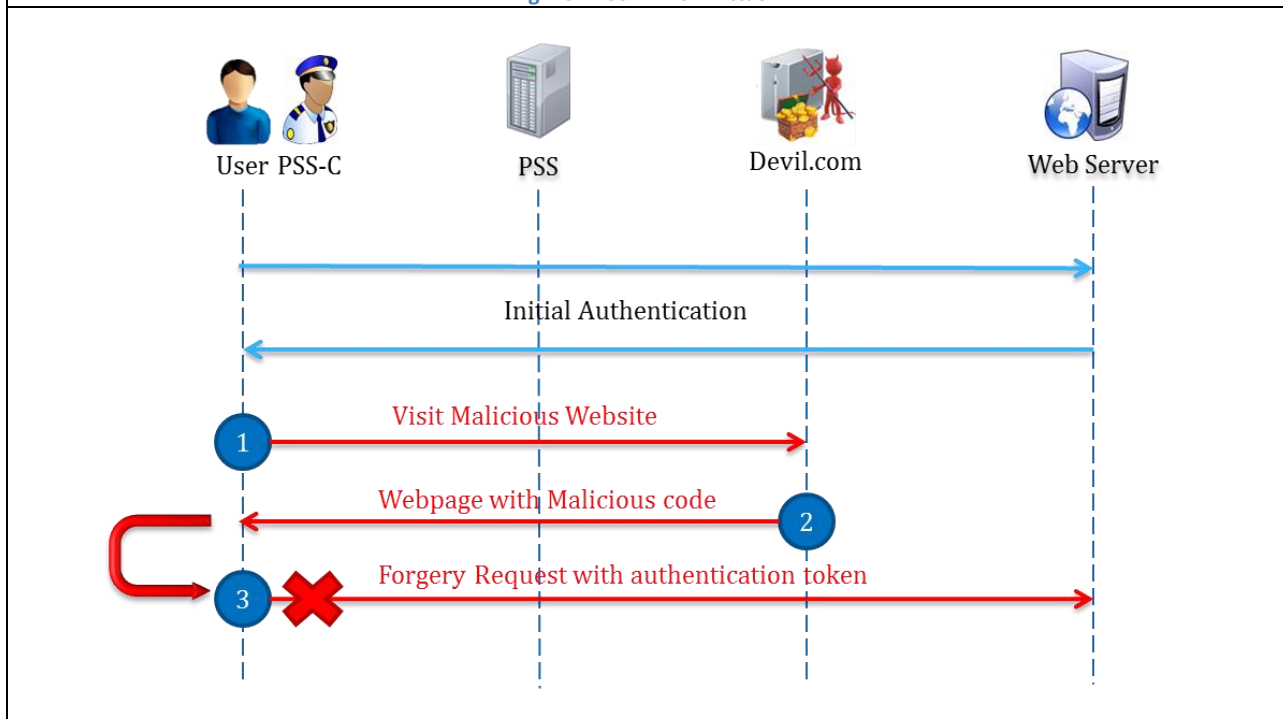 User PSS-C
PSS
Devil.com
Web Server
Initial Authentication
Visit Malicious Website
1
Webpage with Malicious code
2
Forgery Request with authentication token
3